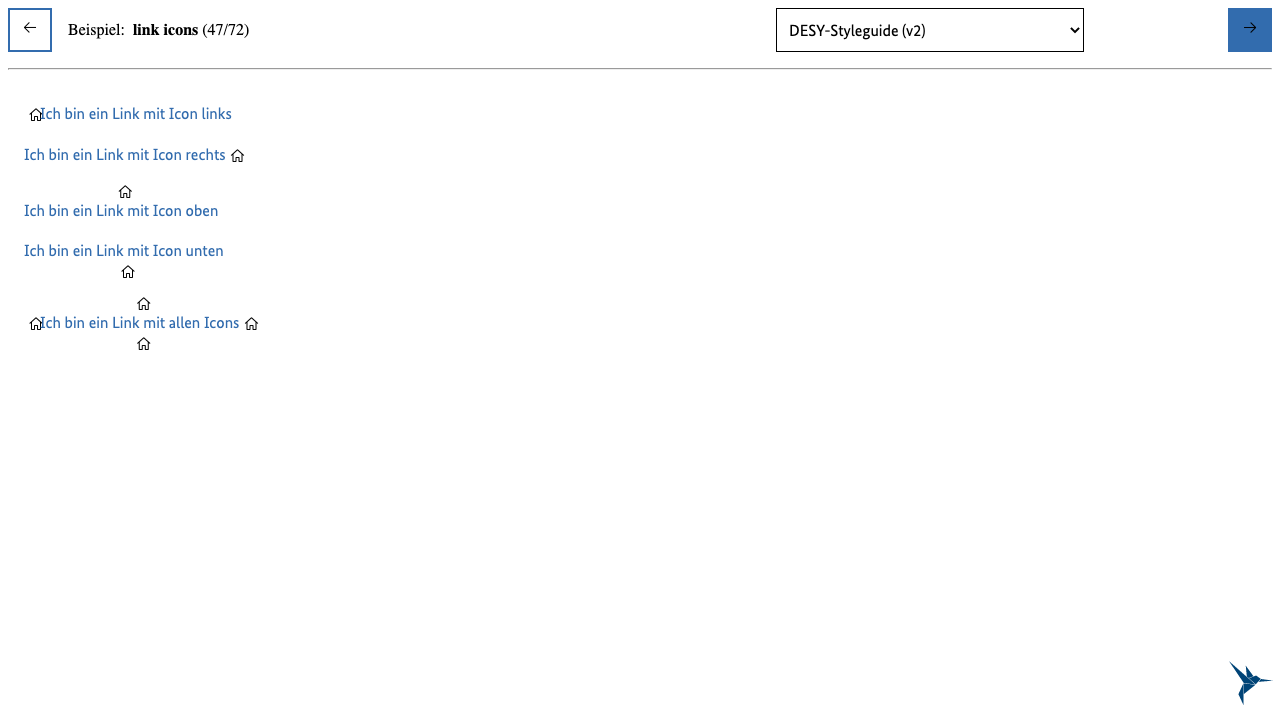 Beispiel: link icons (47/72)
DESY-Styleguide (v2)
Ich bin ein Link mit Icon links
Ich bin ein Link mit Icon rechts
Ich bin ein Link mit Icon oben
Ich bin ein Link mit Icon unten
Ich bin ein Link mit allen Icons